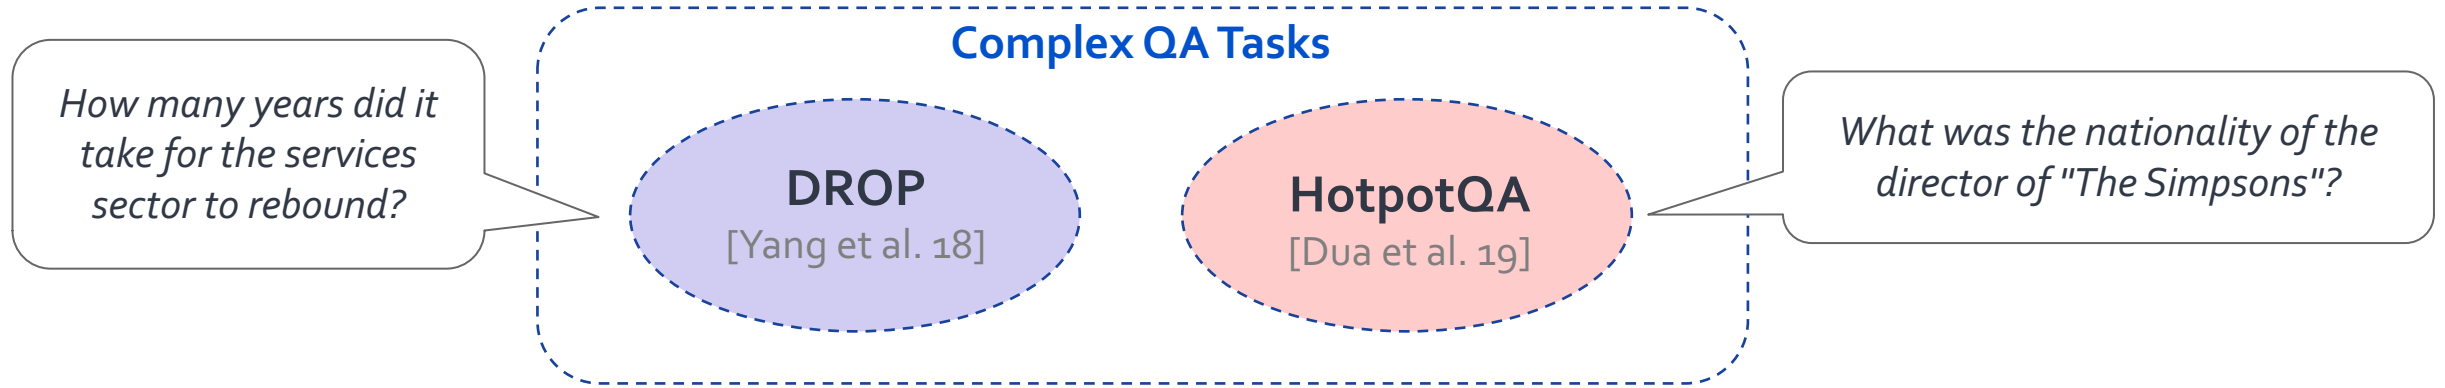 Complex QA Tasks
How many years did it
take for the services
sector to rebound?
DROP
[Yang et al. 18]
HotpotQA
[Dua et al. 19]
What was the nationality of the
director of "The Simpsons"?